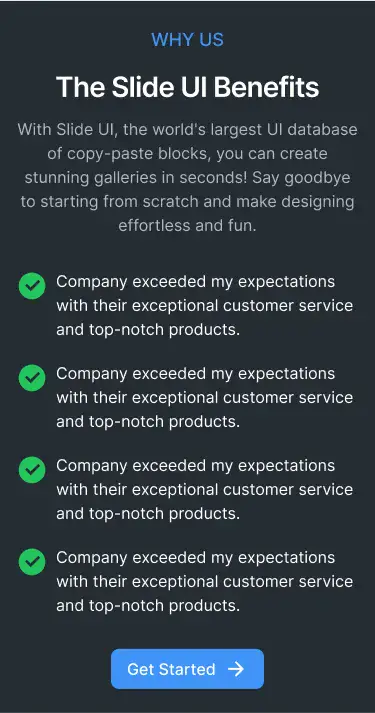 WHY US
The Slide UI Benefits
With Slide UI, the world's largest UI database
of copy-paste blocks, you can create
stunning galleries in seconds! Say goodbye
to starting from scratch and make designing
effortless and fun.
Company exceeded my expectations
with their exceptional customer service
and top-notch products.
Company exceeded my expectations
with their exceptional customer service
and top-notch products.
Company exceeded my expectations
with their exceptional customer service
and top-notch products.
Company exceeded my expectations
with their exceptional customer service
and top-notch products.
Get Started